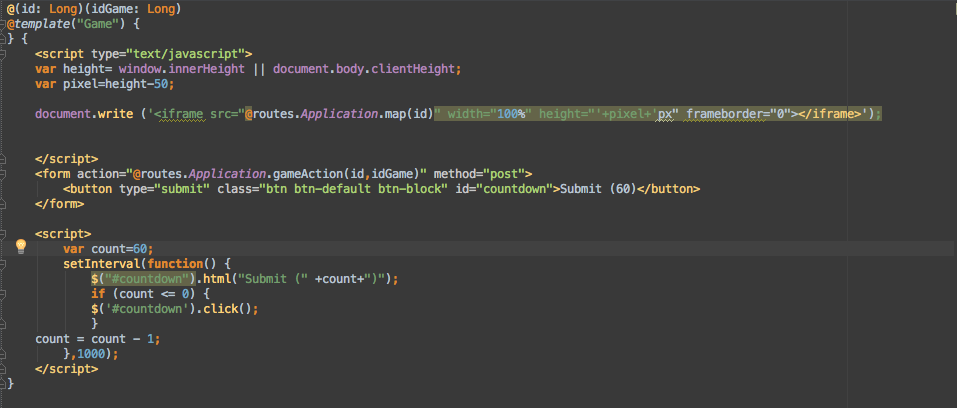 @(id: Long)(idGame: Long)
@template("Game") {
} {
<script type="text/javascript">
var height= window.innerHeight || document.body.clientHeight;
var pixel=height-50;
document.write ('<iframe src="@routes.Application.map(id)" width="100%" height="'+pixel+'px" frameborder="0"></iframe>');
</script>
<form action="@routes.Application.gameAction(id,idGame)" method="post">
<button type="submit" class="btn btn-default btn-block" id="countdown">Submit (60)</button>
</form>
<script>
var count=60;
setInterval(function() {
$("#countdown").html("Submit (" +count+")");
if (count <= 0) {
$('#countdown').click();
}
count = count - 1;
},1000);
</script>
}